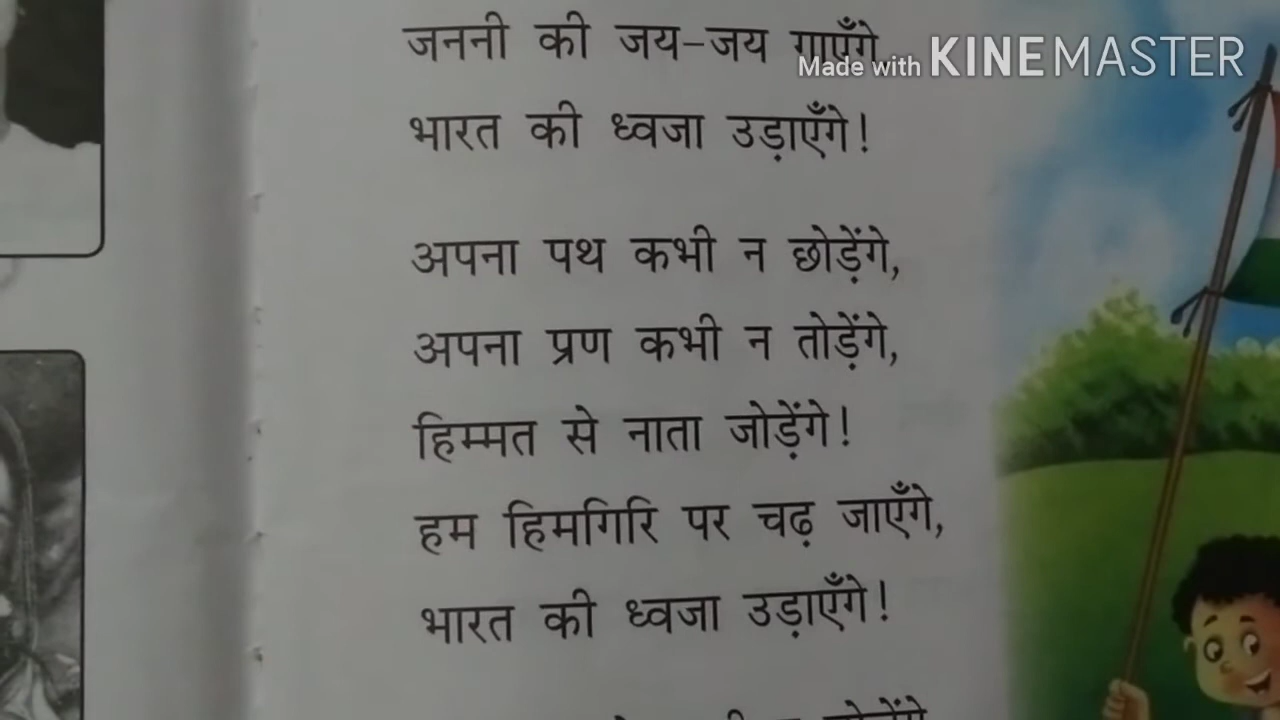 जननी की जय-जय गाएँगे
Made with KINEMASTER
भारत की ध्वजा उड़ाएँगे!
अपना पथ कभी न छोड़ेंगे,
अपना प्रण कभी न तोड़ेंगे,
हिम्मत से नाता जोड़ेंगे!
हम हिमगिरि पर चढ़ जाएँगे,
भारत की ध्वजा उड़ाएँगे!